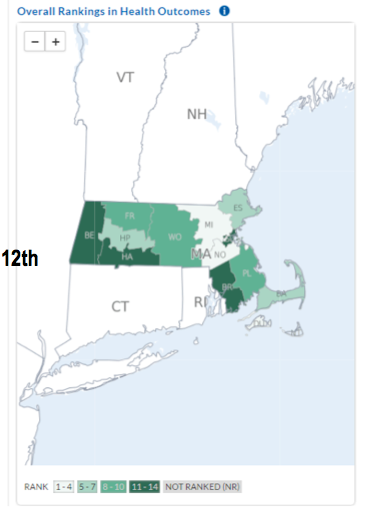 Overall Rankings in Health Outcomes i
− +
VT
NH
ES
FR
MI
BE
HP
WO
12th
HA
MA
NO
PL
BR
CT
RI
BA
DU
RANK 1 - 4 5 - 7 8 - 10 11 - 14 NOT RANKED (NR)